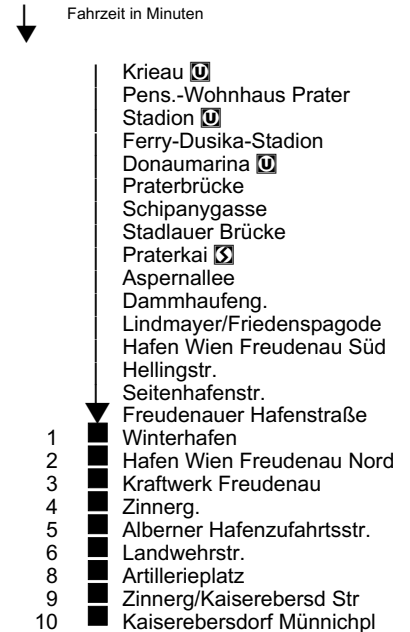 Fahrzeit in Minuten
Krieau U
Pens.-Wohnhaus Prater
Stadion U
Ferry-Dusika-Stadion
Donaumarina U
Praterbrücke
Schipanygasse
Stadlauer Brücke
Praterkai S
Aspernallee
Dammhaufeng.
Lindmayer/Friedenspagode
Hafen Wien Freudenau Süd
Hellingstr.
Seitenhafenstr.
Freudenauer Hafenstraße
1 Winterhafen
2 Hafen Wien Freudenau Nord
3 Kraftwerk Freudenau
4 Zinnerg.
5 Alberner Hafenzufahrtsstr.
6 Landwehrstr.
8 Artillerieplatz
9 Zinnerg/Kaiserebersd Str
10 Kaiserebersdorf Münnichpl